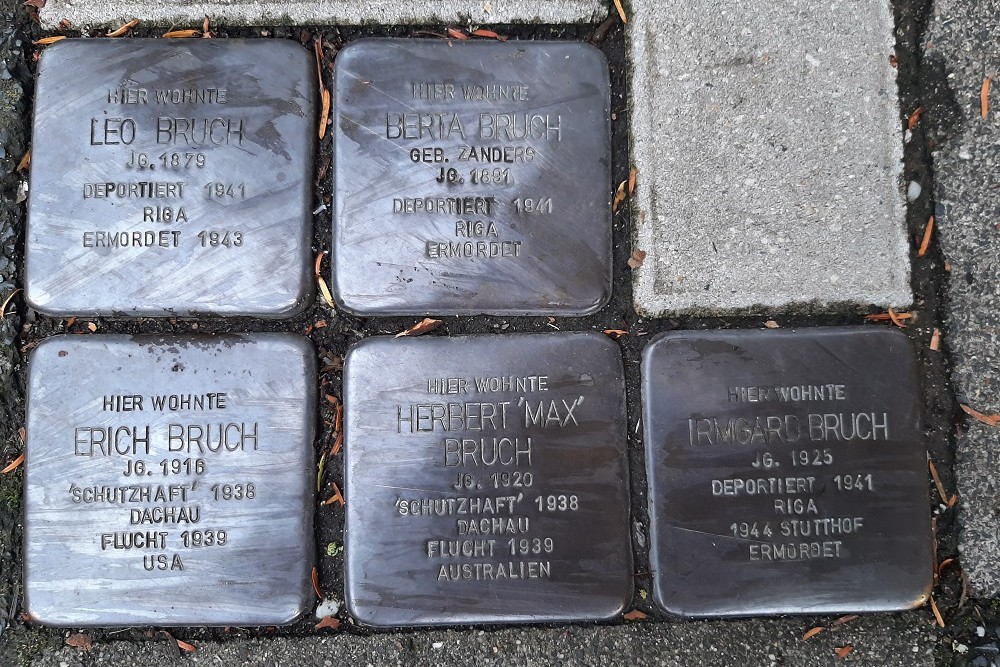 HIER WOHNTE
LEO BRUCH
JG. 1879
DEPORTIERT 1941
RIGA
ERMORDET 1943
HIER WOHNTE
BERTA BRUCH
GEB. ZANDERS
JG. 1891
DEPORTIERT 1941
RIGA
ERMORDET
HIER WOHNTE
ERICH BRUCH
JG. 1916
'SCHUTZHAFT' 1938
DACHAU
FLUCHT 1939
USA
HIER WOHNTE
HERBERT 'MAX'
BRUCH
JG. 1920
'SCHUTZHAFT' 1938
DACHAU
FLUCHT 1939
AUSTRALIEN
HIER WOHNTE
IRMGARD BRUCH
JG. 1925
DEPORTIERT 1941
RIGA
1944 STUTTHOF
ERMORDET